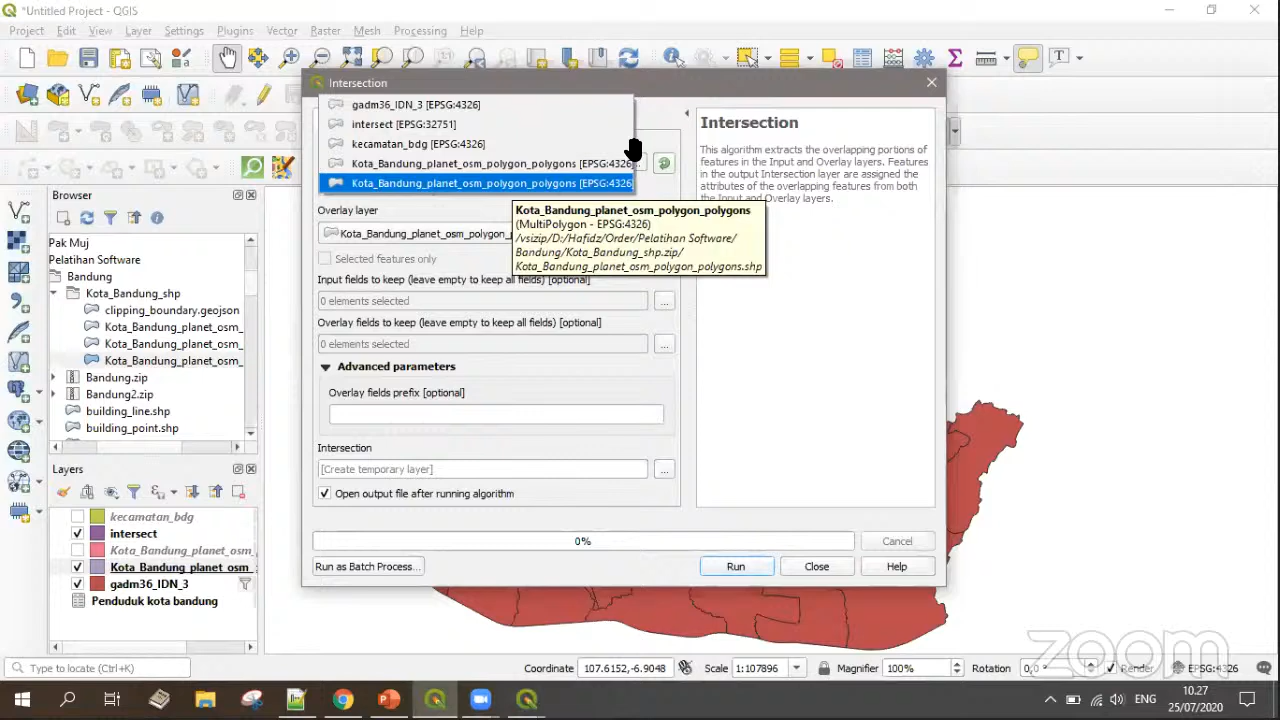 *Untitled Project — QGIS
Project Edit View Layer Settings Plugins Vector Raster Mesh Processing Help
Intersection
gadm36_IDN_3 [EPSG:4326]
intersect [EPSG:32751]
kecamatan_bdg [EPSG:4326]
Kota_Bandung_planet_osm_polygon_polygons [EPSG:4326
Kota_Bandung_planet_osm_polygon_polygons [EPSG:4326
Kota_Bandung_planet_osm_polygon_polygons
(MultiPolygon - EPSG:4326)
/vsizip/D:/Hafidz/Order/Pelatihan Software/
Bandung/Kota_Bandung_shp.zip/
Kota_Bandung_planet_osm_polygon_polygons.shp
Overlay layer
Kota_Bandung_planet_osm_polygon_p
Selected features only
Input fields to keep (leave empty to keep all fields) [optional]
0 elements selected
...
Overlay fields to keep (leave empty to keep all fields) [optional]
0 elements selected
...
Advanced parameters
Overlay fields prefix [optional]
Intersection
[Create temporary layer]
...
Open output file after running algorithm
0%
Cancel
Run as Batch Process...
Run
Close
Help
Intersection
This algorithm extracts the overlapping portions of
features in the Input and Overlay layers. Features
in the output Intersection layer are assigned the
attributes of the overlapping features from both
the Input and Overlay layers.
Browser
Pak Muj
Pelatihan Software
Bandung
Kota_Bandung_shp
clipping_boundary.geojson
Kota_Bandung_planet_osm_
Kota_Bandung_planet_osm_
Kota_Bandung_planet_osm_
Bandung.zip
Bandung2.zip
building_line.shp
building_point.shp
Layers
kecamatan_bdg
intersect
Kota_Bandung_planet_osm_
Kota_Bandung_planet_osm
gadm36_IDN_3
Penduduk kota bandung
zoom
Type to locate (Ctrl+K)
Coordinate 107.6152,-6.9048 Scale 1:107896 Magnifier 100% Rotation 0,0 ° Render EPSG:4326
ENG
10.27
25/07/2020